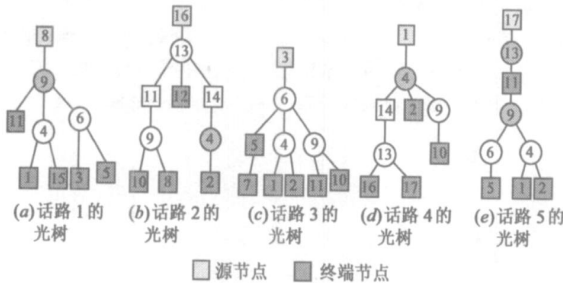 8
9
11 4 6
1 15 3 5
(a)话路1的
光树
16
13
11 12 14
9 4
10 8 2
(b)话路2的
光树
3
6
5 4 9
7 1 2 11 10
(c)话路3的
光树
1
4
14 2 9
13 10
16 17
(d)话路4的
光树
17
13
11
9
6 4
5 1 2
(e)话路5的
光树
源节点 终端节点